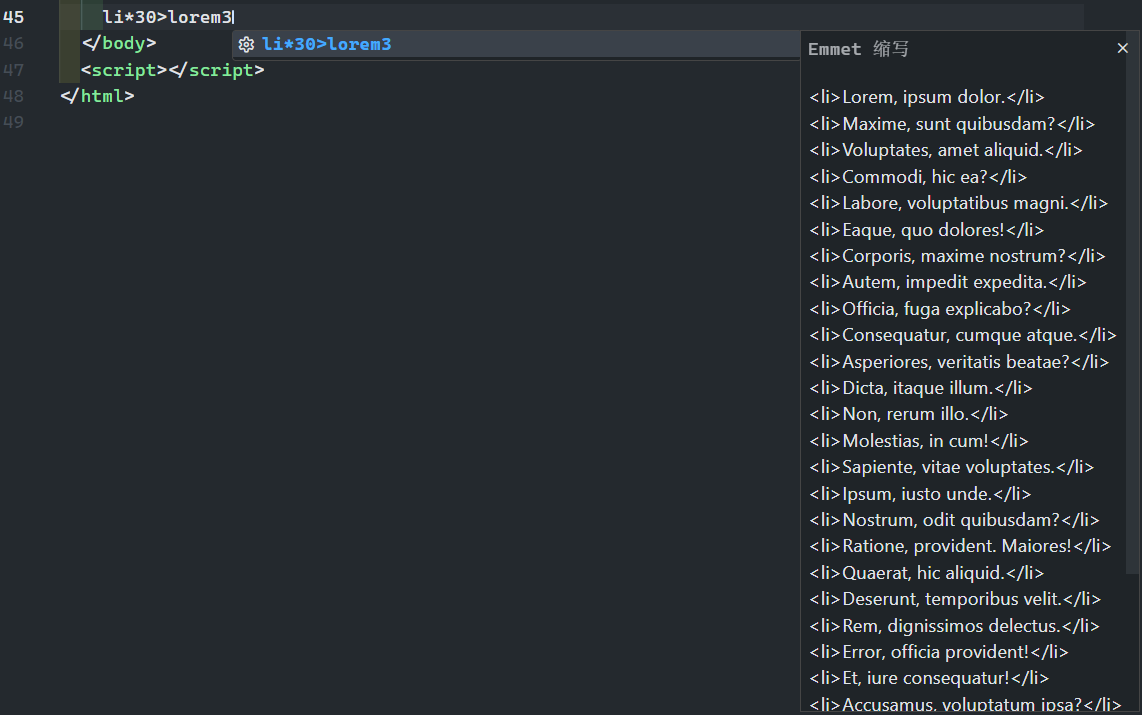 45 li*30>lorem3
46 </body>
li*30>lorem3
47 <script></script>
48 </html>
49
Emmet 缩写 ×
<li>Lorem, ipsum dolor.</li>
<li>Maxime, sunt quibusdam?</li>
<li>Voluptates, amet aliquid.</li>
<li>Commodi, hic ea?</li>
<li>Labore, voluptatibus magni.</li>
<li>Eaque, quo dolores!</li>
<li>Corporis, maxime nostrum?</li>
<li>Autem, impedit expedita.</li>
<li>Officia, fuga explicabo?</li>
<li>Consequatur, cumque atque.</li>
<li>Asperiores, veritatis beatae?</li>
<li>Dicta, itaque illum.</li>
<li>Non, rerum illo.</li>
<li>Molestias, in cum!</li>
<li>Sapiente, vitae voluptates.</li>
<li>Ipsum, iusto unde.</li>
<li>Nostrum, odit quibusdam?</li>
<li>Ratione, provident. Maiores!</li>
<li>Quaerat, hic aliquid.</li>
<li>Deserunt, temporibus velit.</li>
<li>Rem, dignissimos delectus.</li>
<li>Error, officia provident!</li>
<li>Et, iure consequatur!</li>
<li>Accusamus, voluptatum ipsa?</li>